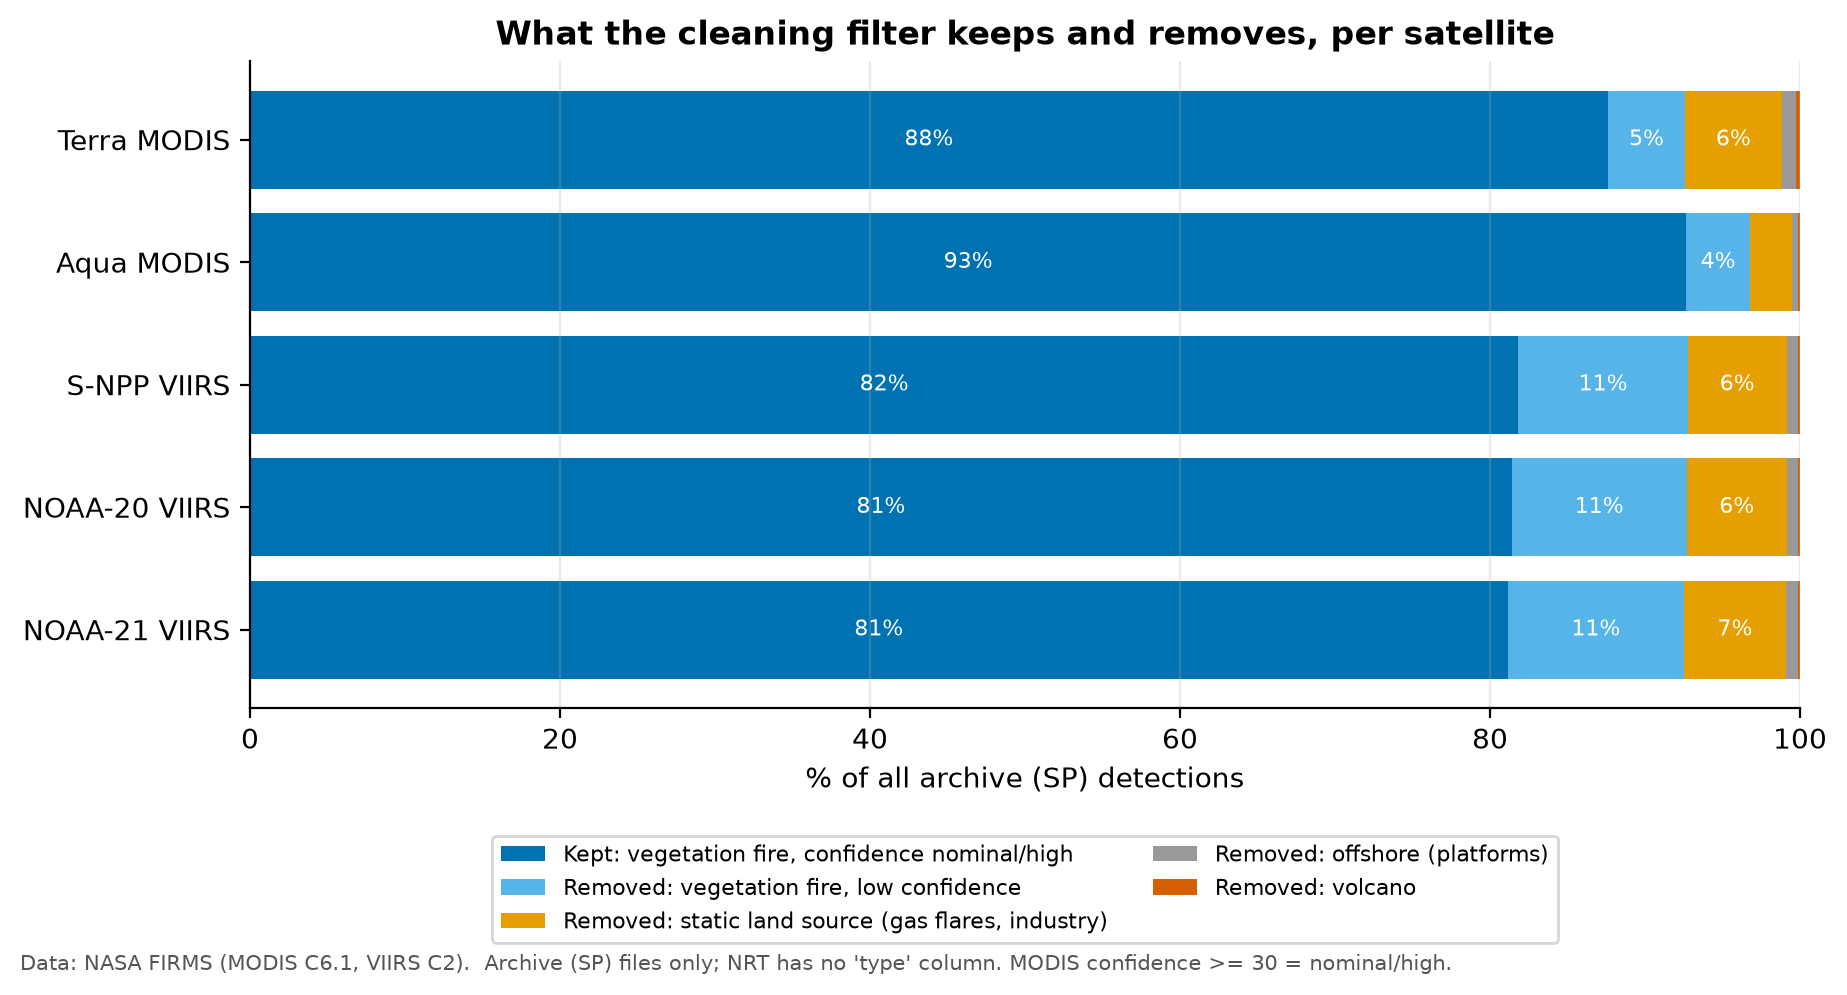 What the cleaning filter keeps and removes, per satellite
Terra MODIS
88%
5%
6%
Aqua MODIS
93%
4%
S-NPP VIIRS
82%
11%
6%
NOAA-20 VIIRS
81%
11%
6%
NOAA-21 VIIRS
81%
11%
7%
0 20 40 60 80 100
% of all archive (SP) detections
Kept: vegetation fire, confidence nominal/high
Removed: vegetation fire, low confidence
Removed: static land source (gas flares, industry)
Removed: offshore (platforms)
Removed: volcano
Data: NASA FIRMS (MODIS C6.1, VIIRS C2).  Archive (SP) files only; NRT has no 'type' column. MODIS confidence >= 30 = nominal/high.